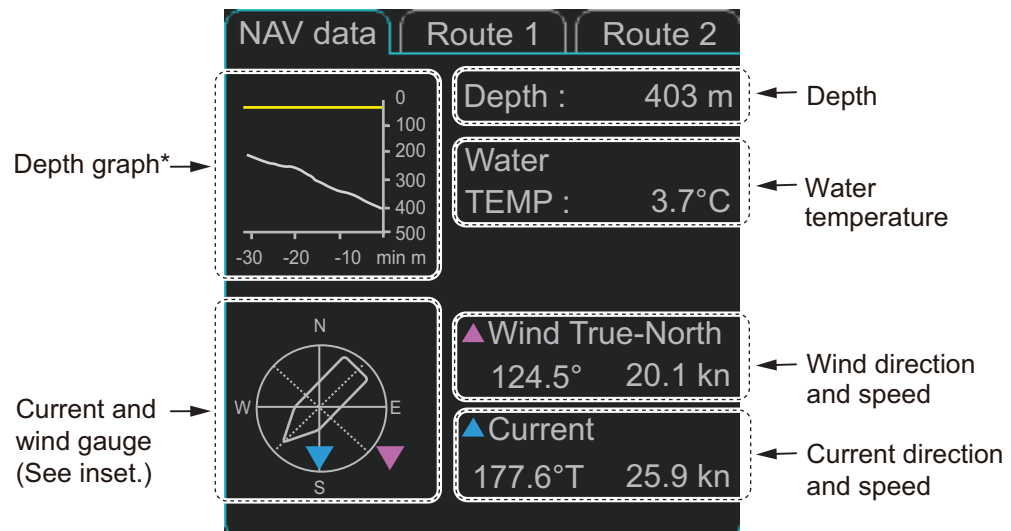 NAV data
Route 1
Route 2
Depth graph*
0
100
200
300
400
500
-30 -20 -10 min m
Depth : 403 m
Depth
Water
TEMP : 3.7°C
Water
temperature
Current and
wind gauge
(See inset.)
N
W
E
S
Wind True-North
124.5° 20.1 kn
Wind direction
and speed
Current
177.6°T 25.9 kn
Current direction
and speed